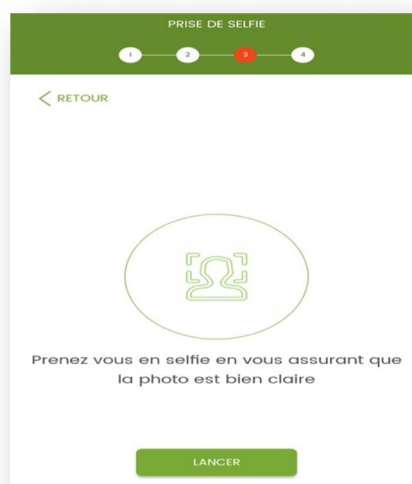 PRISE DE SELFIE
1 2 3 4
RETOUR
Prenez vous en selfie en vous assurant que
la photo est bien claire
LANCER